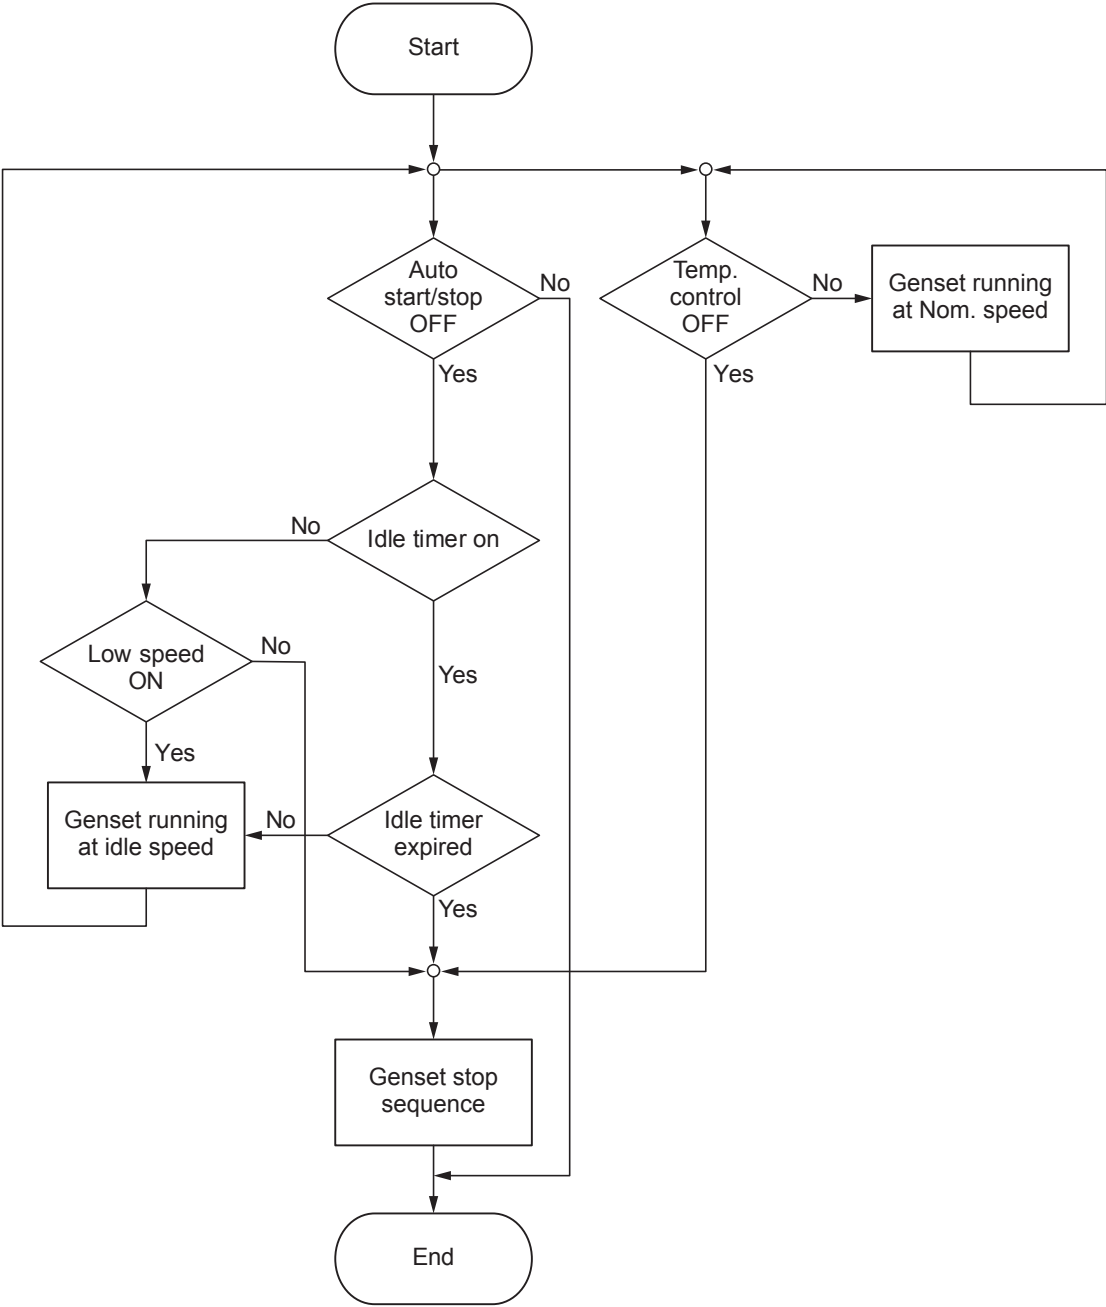 Start
Auto
start/stop
OFF
No
Yes
Temp.
control
OFF
No
Yes
Genset running
at Nom. speed
Idle timer on
No
Yes
Low speed
ON
No
Yes
Genset running
at idle speed
Idle timer
expired
No
Yes
Genset stop
sequence
End